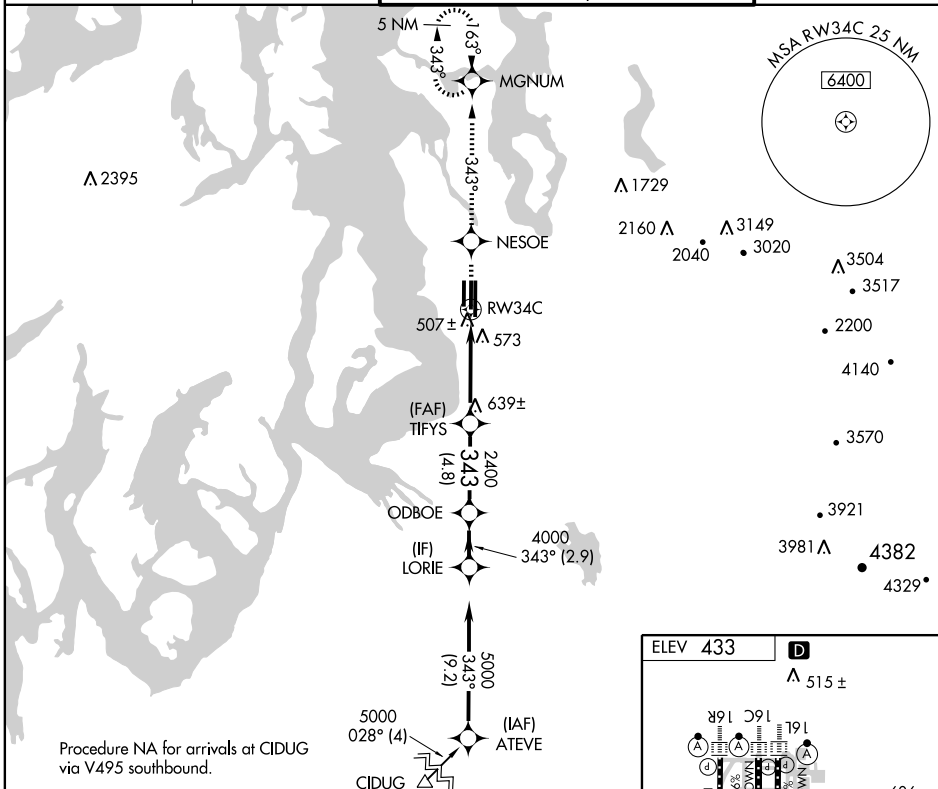 5 NM
163°
343°
MGNUM
MSA RW34C 25 NM
6400
2395
343°
1729
2160
3149
2040
3020
NESOE
3504
3517
RW34C
507±
573
2200
4140
639±
(FAF)
TIFYS
3570
2400
343
(4.8)
ODBOE
3921
4000
343° (2.9)
(IF)
LORIE
3981
4382
4329
5000
343°
(9.2)
ELEV 433
D
515 ±
5000
028° (4)
(IAF)
ATEVE
16R
16C
16L
A
A
A
P
P
P
Procedure NA for arrivals at CIDUG
via V495 southbound.
CIDUG